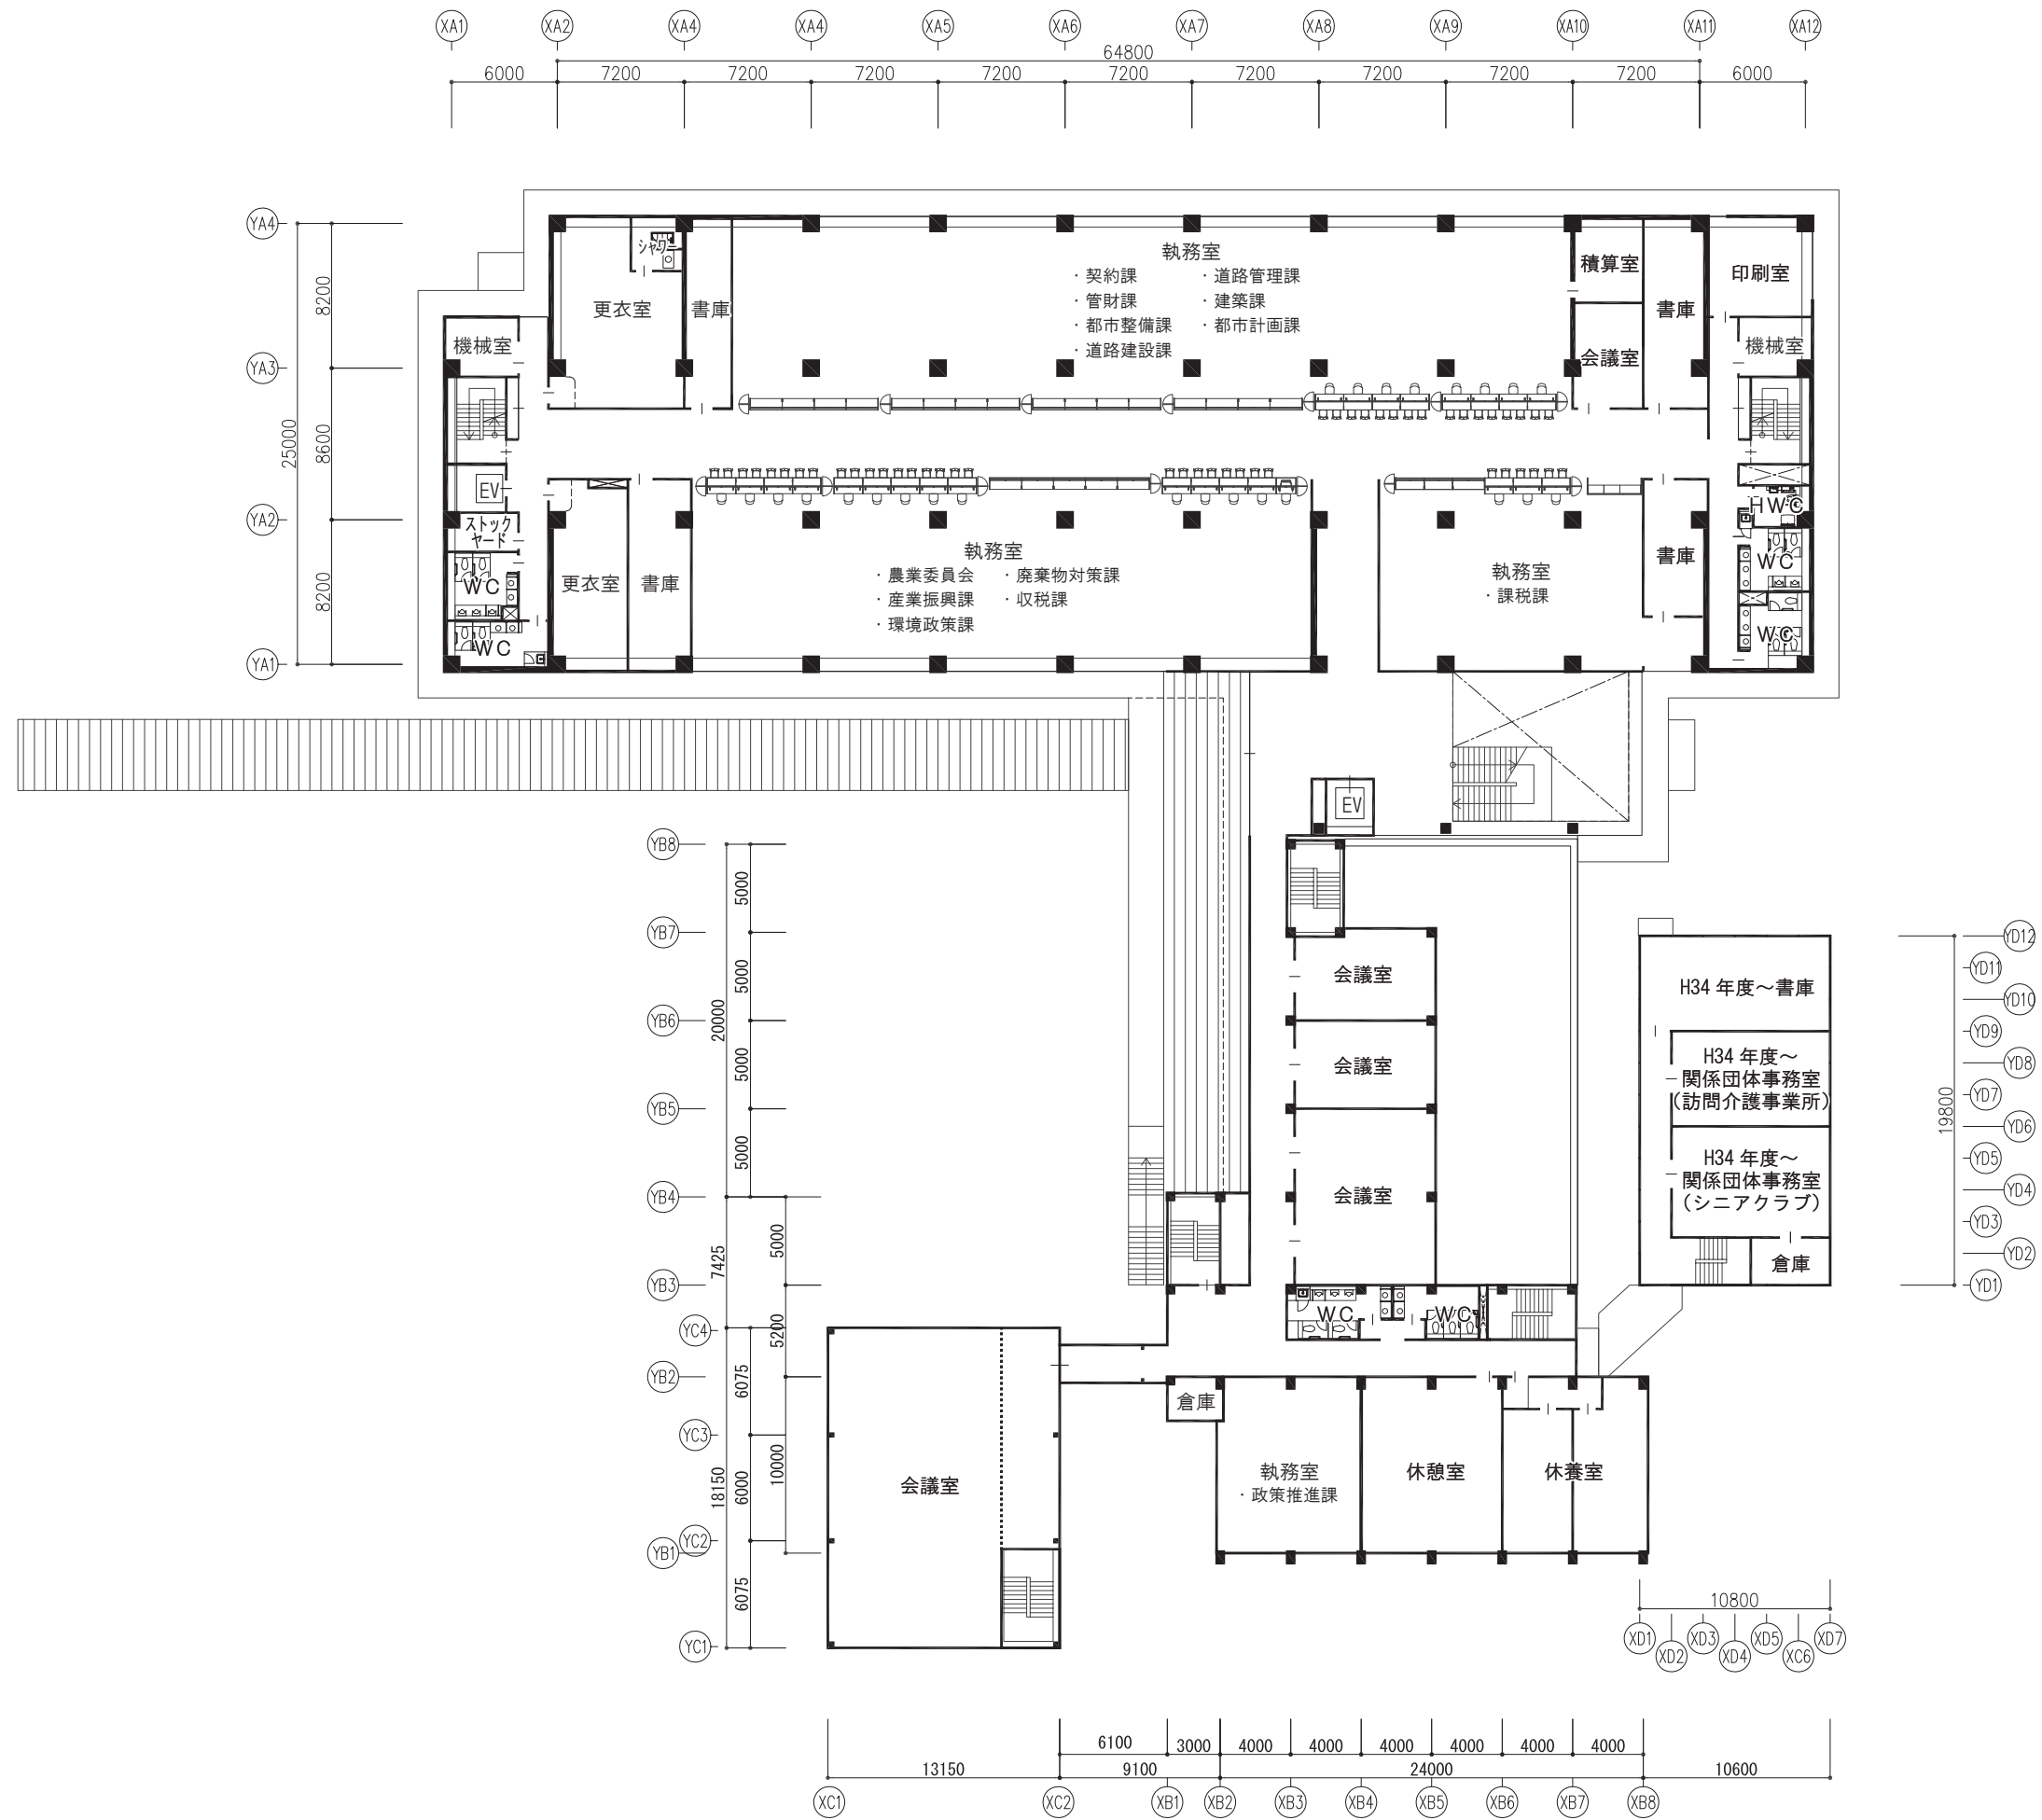 XA1 XA2 XA4 XA4 XA5 XA6 XA7 XA8 XA9 XA10 XA11 XA12
64800
6000 7200 7200 7200 7200 7200 7200 7200 7200 7200 6000
YA4
YA3
YA2
YA1
25000
8200
8600
8200
シャワー
更衣室
書庫
執務室
・契約課 ・道路管理課
・管財課 ・建築課
・都市整備課 ・都市計画課
・道路建設課
積算室
会議室
書庫
印刷室
機械室
機械室
EV
ストック
ヤード
WC
WC
更衣室
書庫
執務室
・農業委員会 ・廃棄物対策課
・産業振興課 ・収税課
・環境政策課
執務室
・課税課
書庫
HWC
WC
WC
EV
YB8
YB7
YB6
YB5
YB4
YB3
YC4
YB2
YC3
YC2
YB1
YC1
5000
5000
20000
5000
5000
5000
7425
5200
6075
10000
6000
18150
6075
会議室
会議室
会議室
WC
WC
倉庫
会議室
執務室
・政策推進課
休憩室
休養室
H34年度～書庫
H34年度～
関係団体事務室
（訪問介護事業所）
H34年度～
関係団体事務室
（シニアクラブ）
倉庫
19800
YD12
YD11
YD10
YD9
YD8
YD7
YD6
YD5
YD4
YD3
YD2
YD1
10800
XD1 XD2 XD3 XD4 XD5 XC6 XD7
6100 3000 4000 4000 4000 4000 4000 4000
13150 9100 24000 10600
XC1 XC2 XB1 XB2 XB3 XB4 XB5 XB6 XB7 XB8